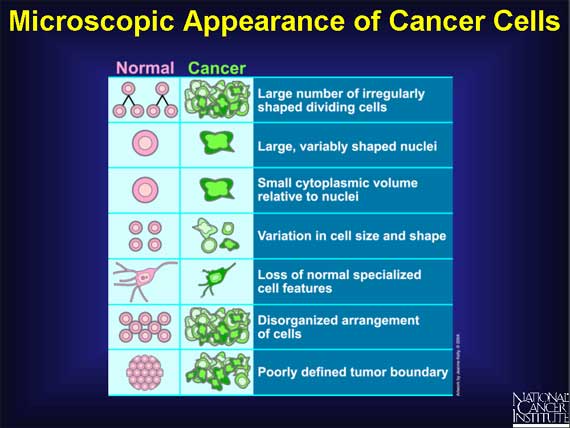 Microscopic Appearance of Cancer Cells
Normal Cancer
Large number of irregularly
shaped dividing cells
Large, variably shaped nuclei
Small cytoplasmic volume
relative to nuclei
Variation in cell size and shape
Loss of normal specialized
cell features
Disorganized arrangement
of cells
Poorly defined tumor boundary
Artwork by Jeanne Kelly. © 2004.
NATIONAL
CANCER
INSTITUTE